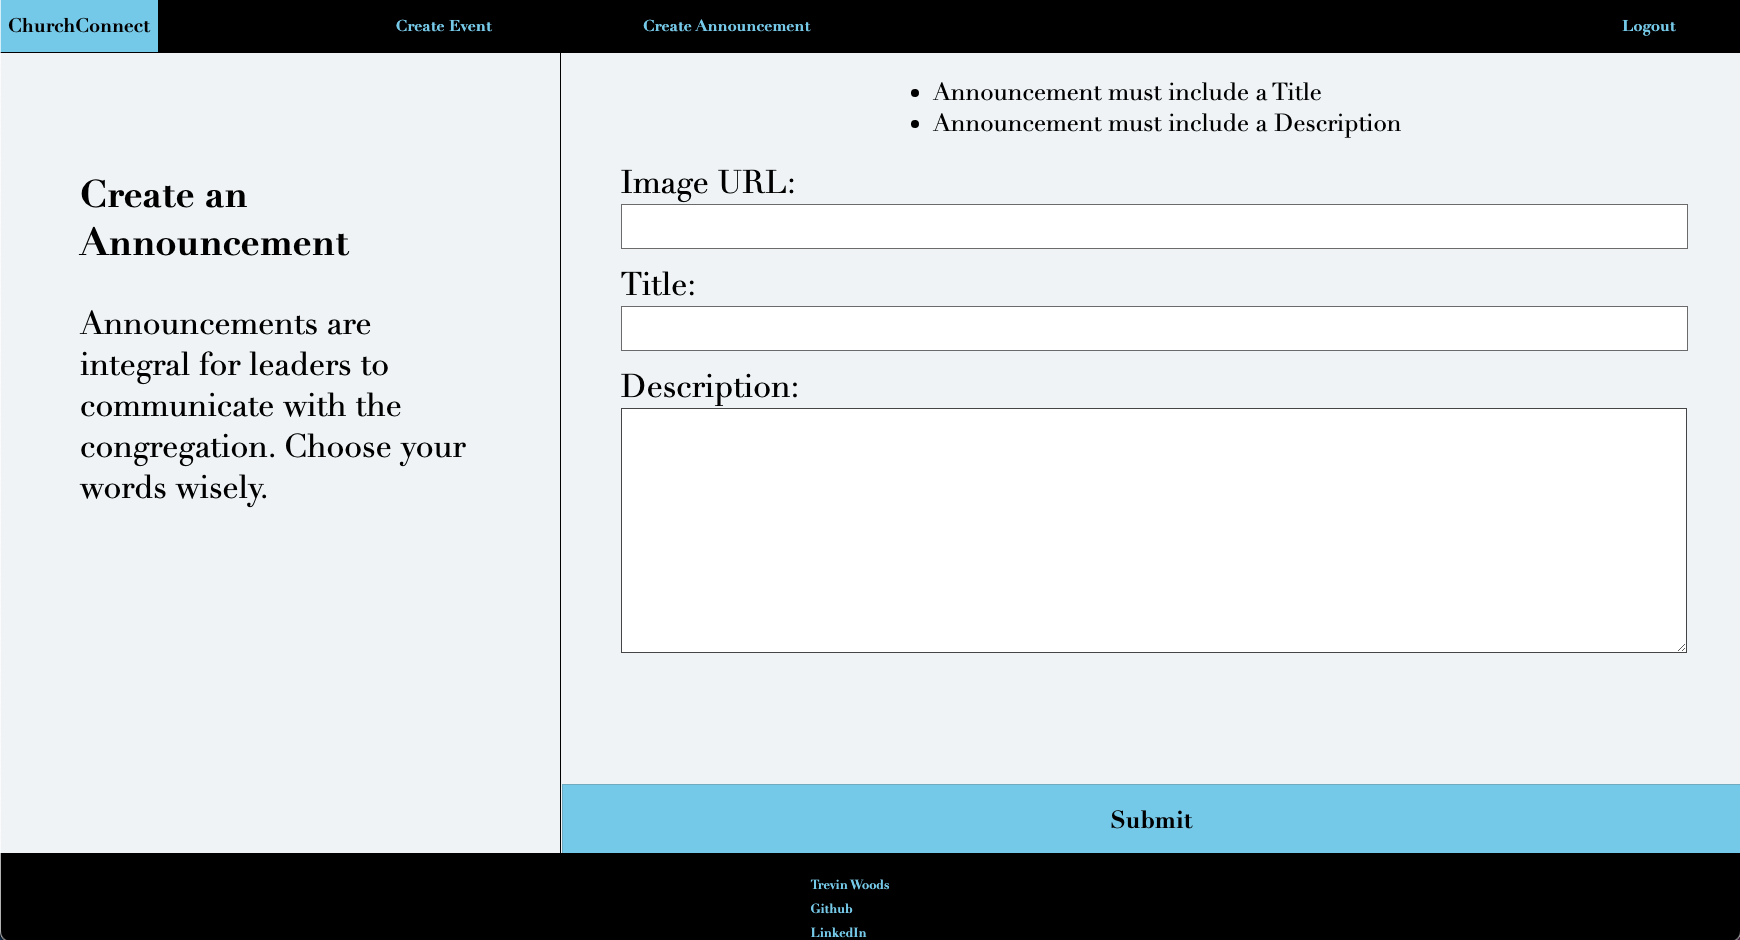 ChurchConnect
Create Event
Create Announcement
Logout
Create an
Announcement
Announcements are
integral for leaders to
communicate with the
congregation. Choose your
words wisely.
Announcement must include a Title
Announcement must include a Description
Image URL:
Title:
Description:
Submit
Trevin Woods
Github
LinkedIn